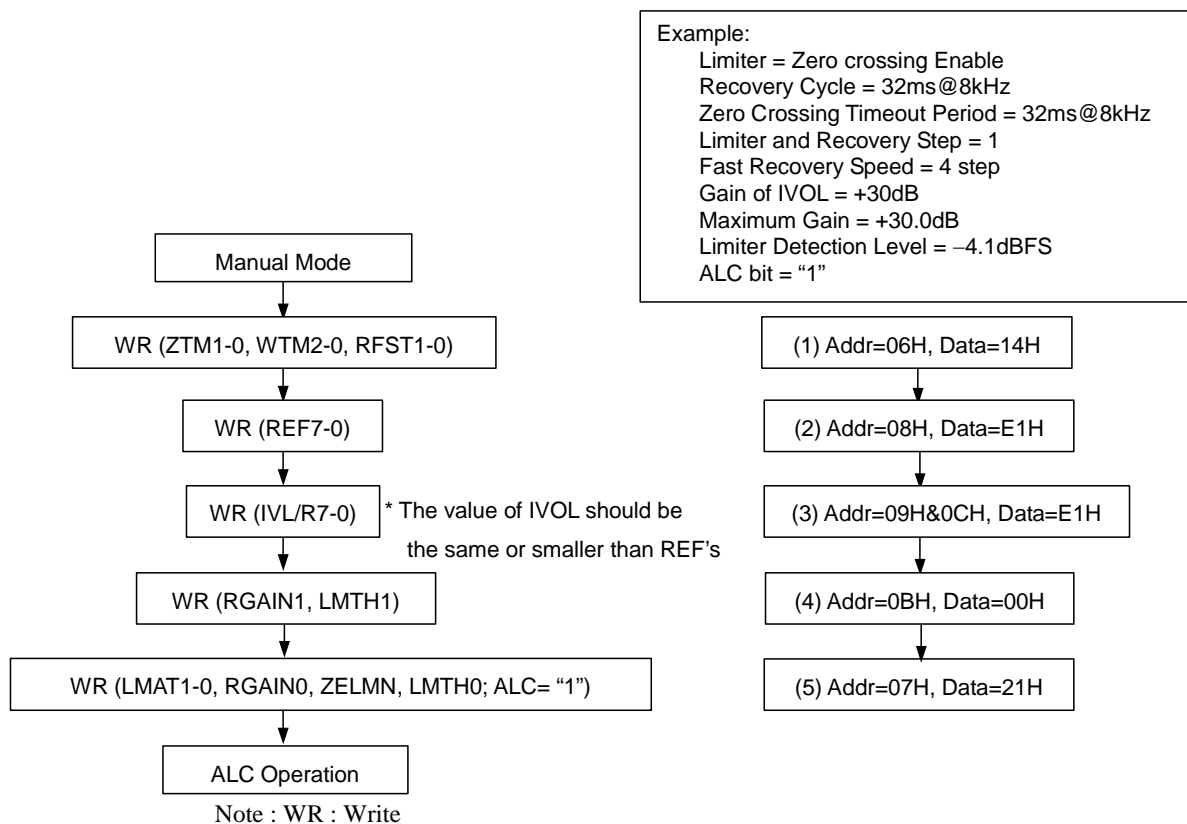 Example:
Limiter = Zero crossing Enable
Recovery Cycle = 32ms@8kHz
Zero Crossing Timeout Period = 32ms@8kHz
Limiter and Recovery Step = 1
Fast Recovery Speed = 4 step
Gain of IVOL = +30dB
Maximum Gain = +30.0dB
Limiter Detection Level = −4.1dBFS
ALC bit = “1”
Manual Mode
WR (ZTM1-0, WTM2-0, RFST1-0)
WR (REF7-0)
WR (IVL/R7-0)
* The value of IVOL should be
the same or smaller than REF’s
WR (RGAIN1, LMTH1)
WR (LMAT1-0, RGAIN0, ZELMN, LMTH0; ALC= “1”)
ALC Operation
Note : WR : Write
(1) Addr=06H, Data=14H
(2) Addr=08H, Data=E1H
(3) Addr=09H&0CH, Data=E1H
(4) Addr=0BH, Data=00H
(5) Addr=07H, Data=21H